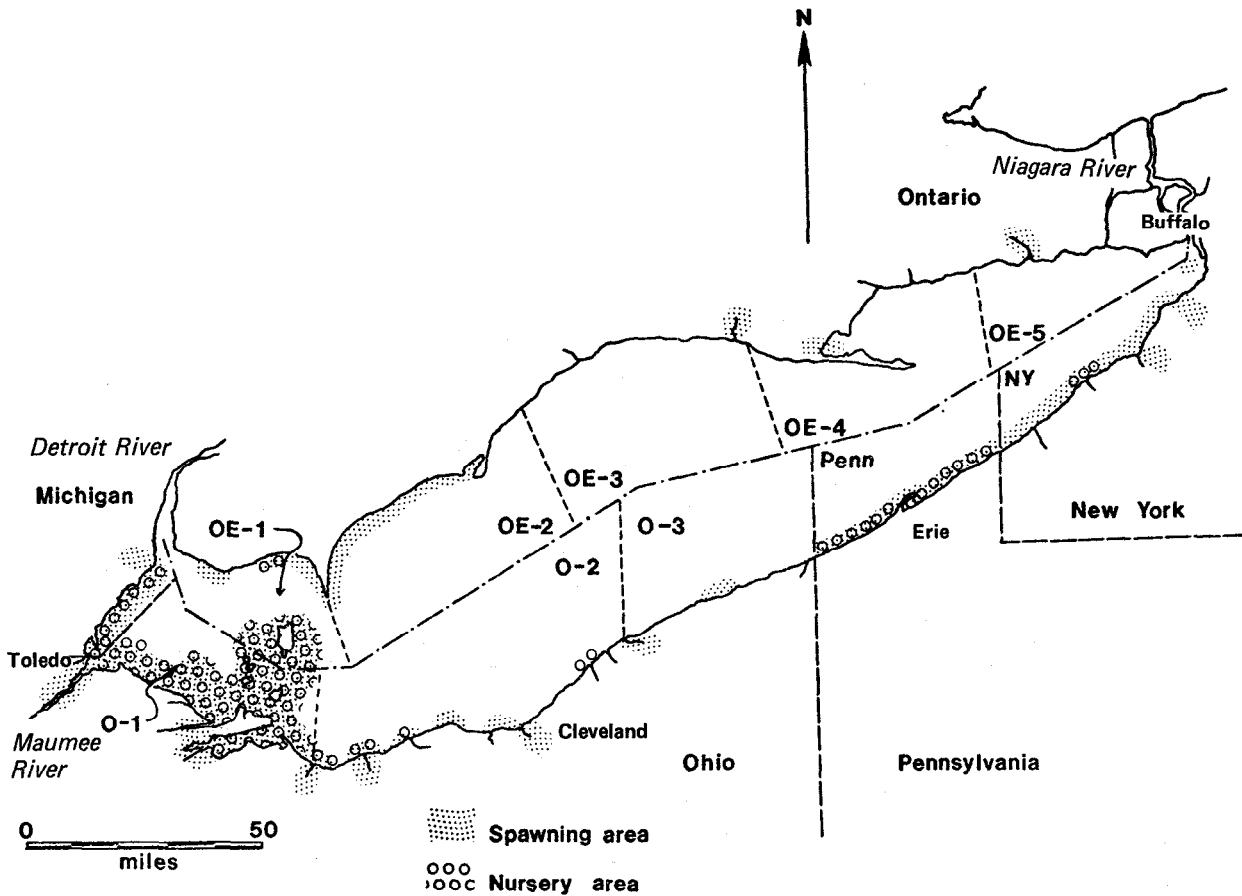 N
Niagara River
Ontario
Buffalo
OE-5
NY
OE-4
Penn
Detroit River
Michigan
OE-3
OE-1
OE-2
O-3
New York
Erie
O-2
Toledo
O-1
Cleveland
Maumee
River
Ohio
Pennsylvania
0 50
miles
Spawning area
Nursery area